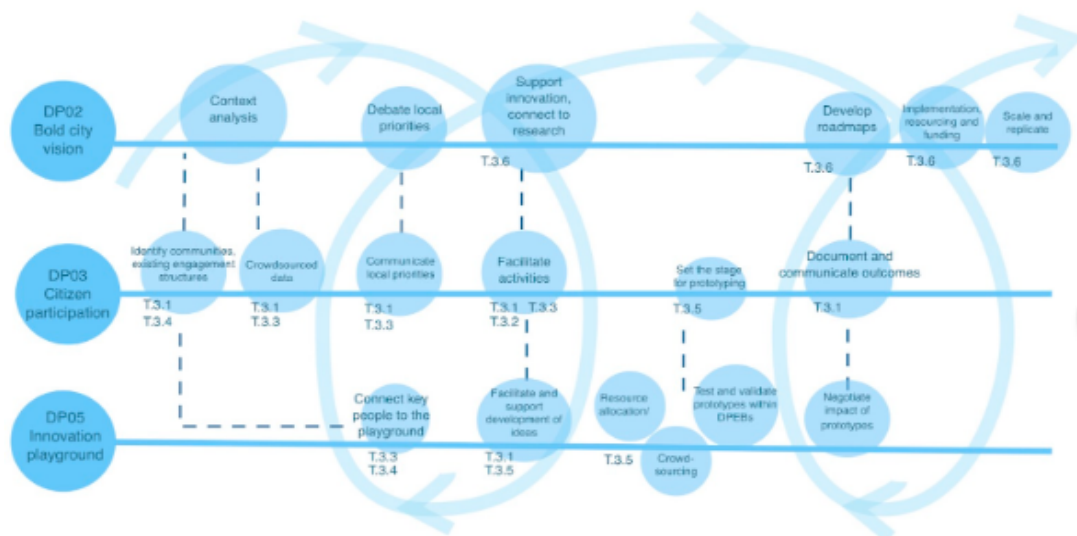 DP02
Bold city
vision
Context
analysis
Debate local
priorities
Support
innovation,
connect to
research
T.3.6
Develop
roadmaps
T.3.6
Implementation,
resourcing and
funding
T.3.6
Scale and
replicate
T.3.6
DP03
Citizen
participation
Identify communities,
existing engagement
structures
T.3.1
T.3.4
Crowdsourced
data
T.3.1
T.3.3
Communicate
local priorities
T.3.1
T.3.3
Facilitate
activities
T.3.1 T.3.3
T.3.2
Set the stage
for prototyping
T.3.5
Document and
communicate outcomes
T.3.1
DP05
Innovation
playground
Connect key
people to the
playground
T.3.3
T.3.4
Facilitate and
support
development of
ideas
T.3.1
T.3.5
Resource
allocation/
T.3.5
Crowd-
sourcing
Test and validate
prototypes within
DPEBs
Negotiate
impact of
prototypes